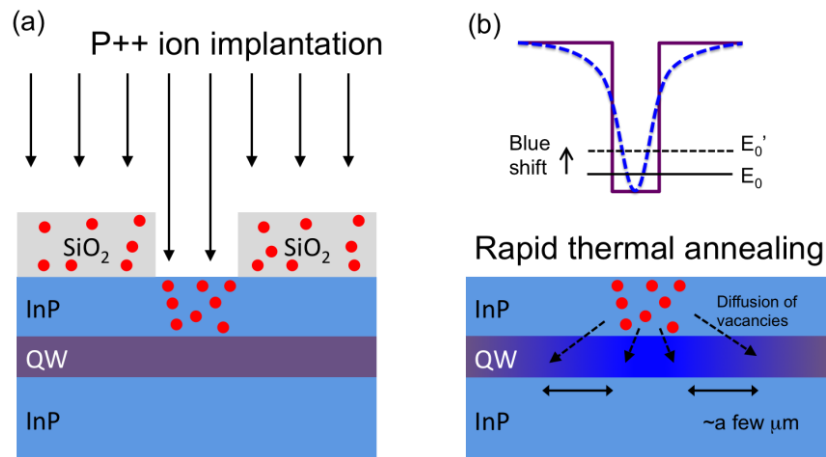 (a)
P++ ion implantation
SiO₂
SiO₂
InP
QW
InP
(b)
Blue
shift
E₀’
E₀
Rapid thermal annealing
InP
Diffusion of
vacancies
QW
InP
~a few μm